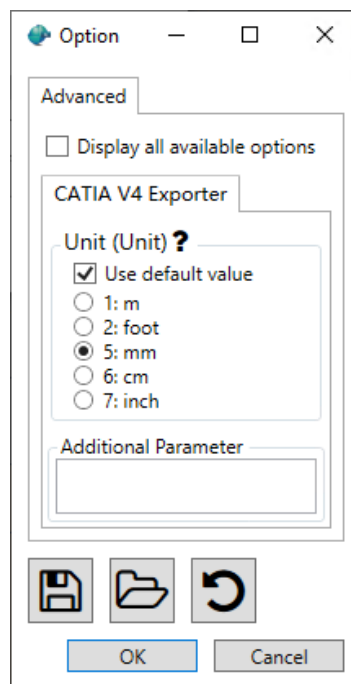 Option
Advanced
Display all available options
CATIA V4 Exporter
Unit (Unit) ?
Use default value
1: m
2: foot
5: mm
6: cm
7: inch
Additional Parameter
OK Cancel